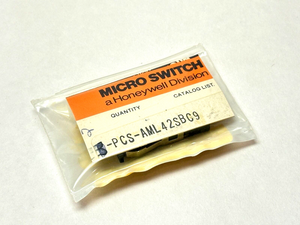 MICRO SWITCH
a Honeywell Division
QUANTITY CATALOG LIST
-PCS-AML42SBC9